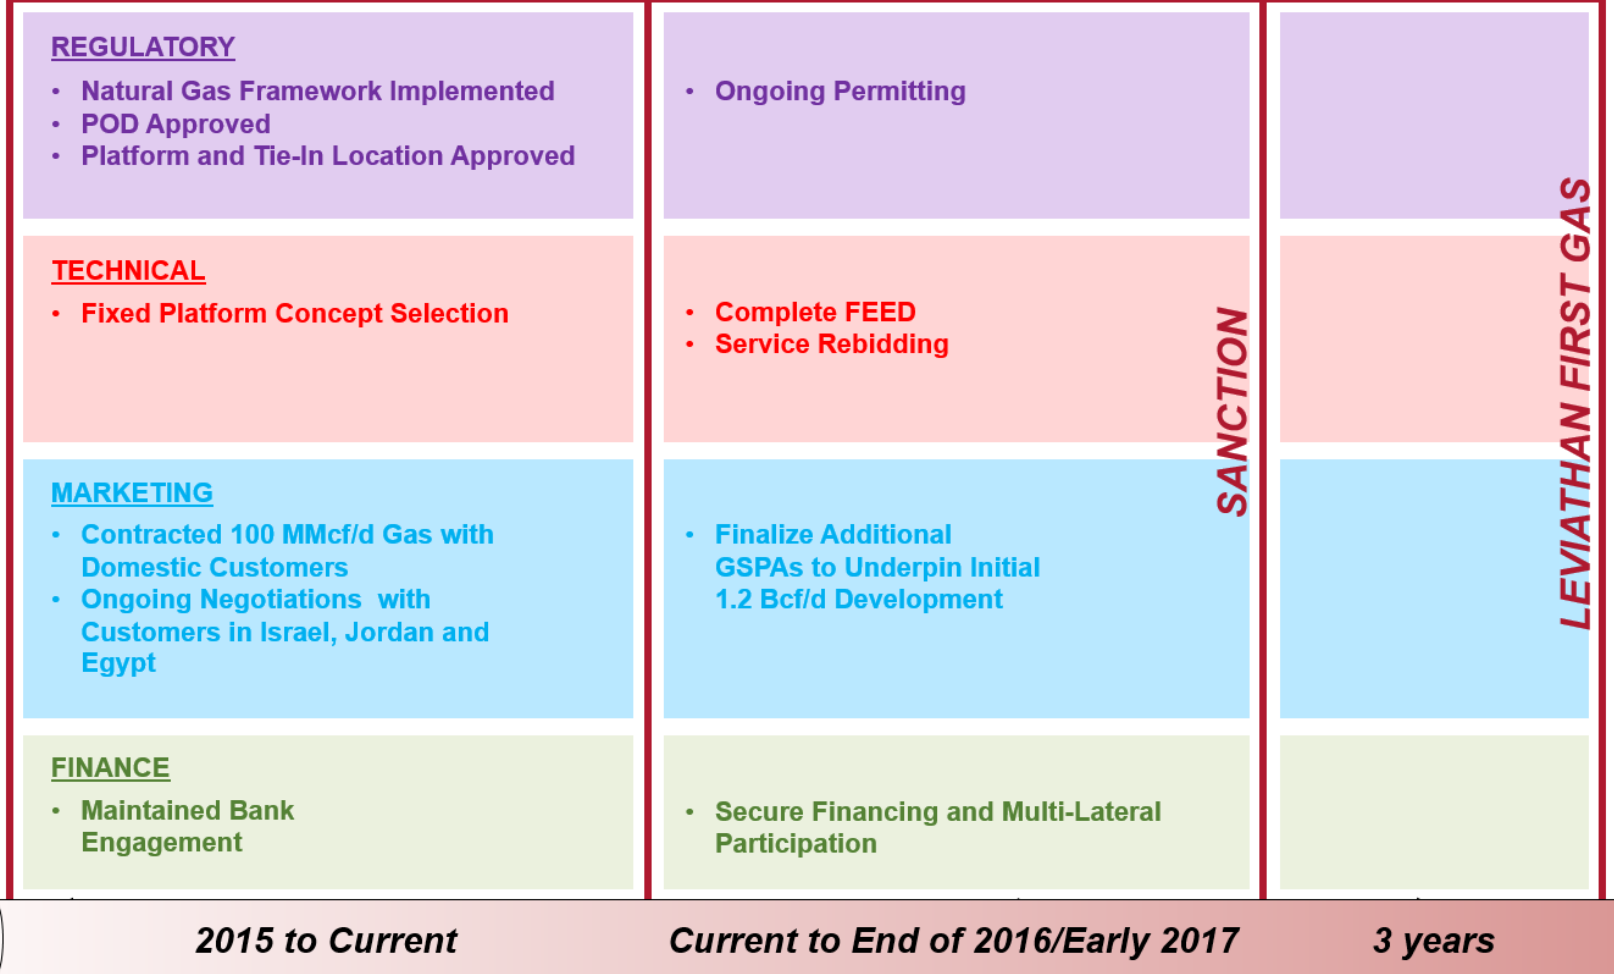 REGULATORY
• Natural Gas Framework Implemented
• POD Approved
• Platform and Tie-In Location Approved
• Ongoing Permitting
TECHNICAL
• Fixed Platform Concept Selection
• Complete FEED
• Service Rebidding
MARKETING
• Contracted 100 MMcf/d Gas with
Domestic Customers
• Ongoing Negotiations with
Customers in Israel, Jordan and
Egypt
• Finalize Additional
GSPAs to Underpin Initial
1.2 Bcf/d Development
FINANCE
• Maintained Bank
Engagement
• Secure Financing and Multi-Lateral
Participation
SANCTION
LEVIATHAN FIRST GAS
2015 to Current
Current to End of 2016/Early 2017
3 years